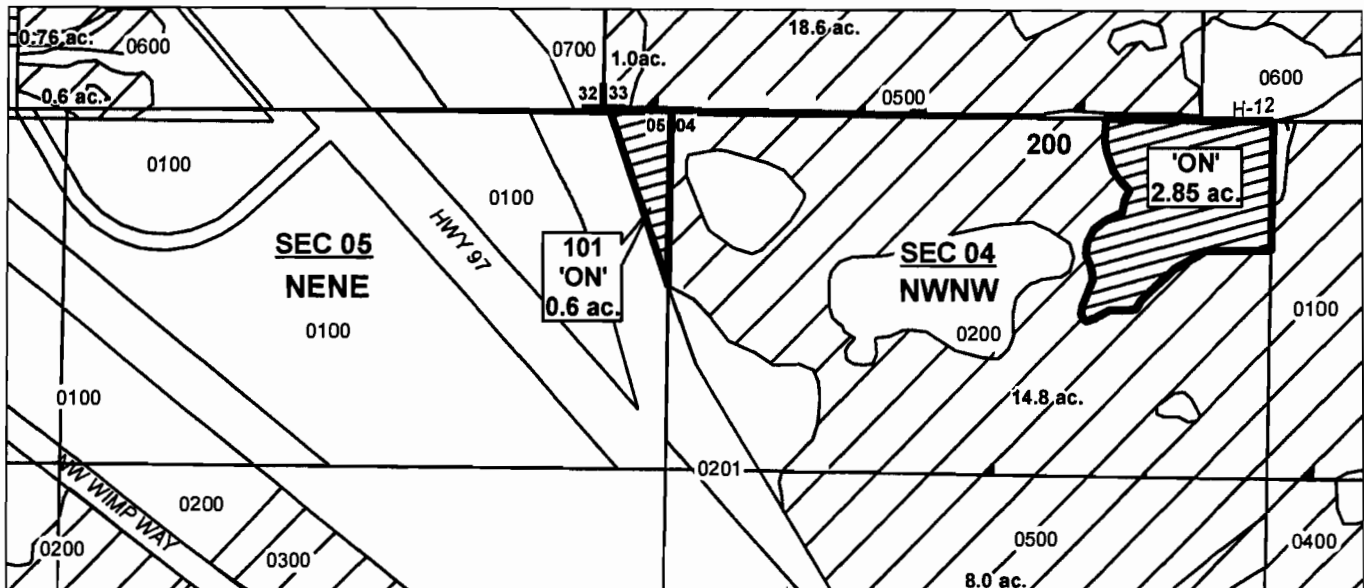 0.76 ac.
0600
0700
1.0ac.
18.6 ac.
0600
0.6 ac.
32 33
0500
H-12
05 04
200
'ON'
2.85 ac.
0100
0100
HWY 97
SEC 05
NENE
0100
101
'ON'
0.6 ac.
SEC 04
NWNW
0200
0100
14.8 ac.
0100
0201
NW WIMP WAY
0200
0200
0300
0500
0400
8.0 ac.